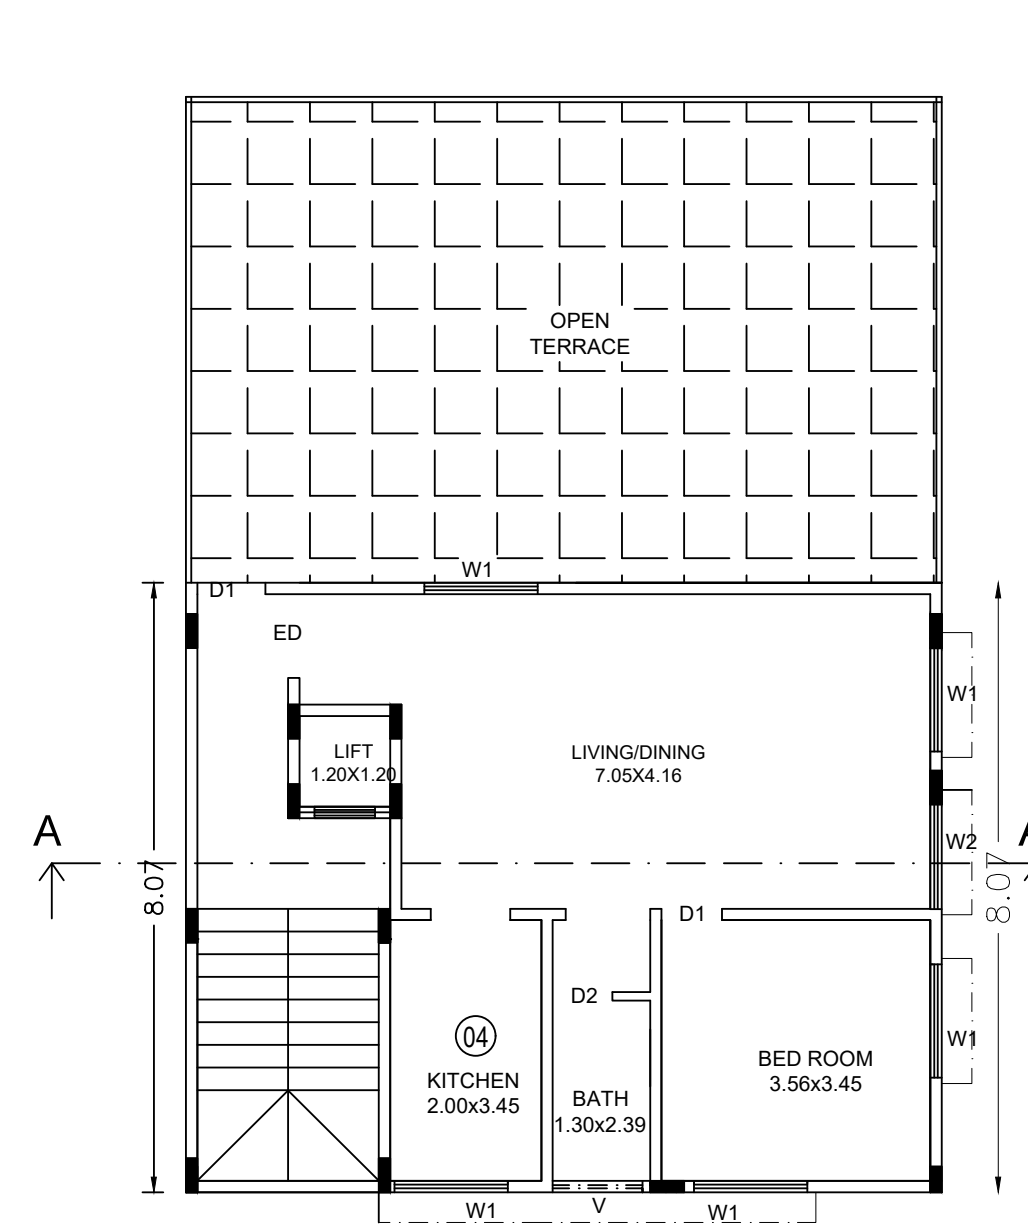 OPEN
TERRACE
W1
D1
ED
W1
LIFT
1.20X1.20
LIVING/DINING
7.05X4.16
A
A
W2
8.07
8.07
D1
D2
04
W1
KITCHEN
2.00x3.45
BATH
1.30x2.39
BED ROOM
3.56x3.45
W1
V
W1